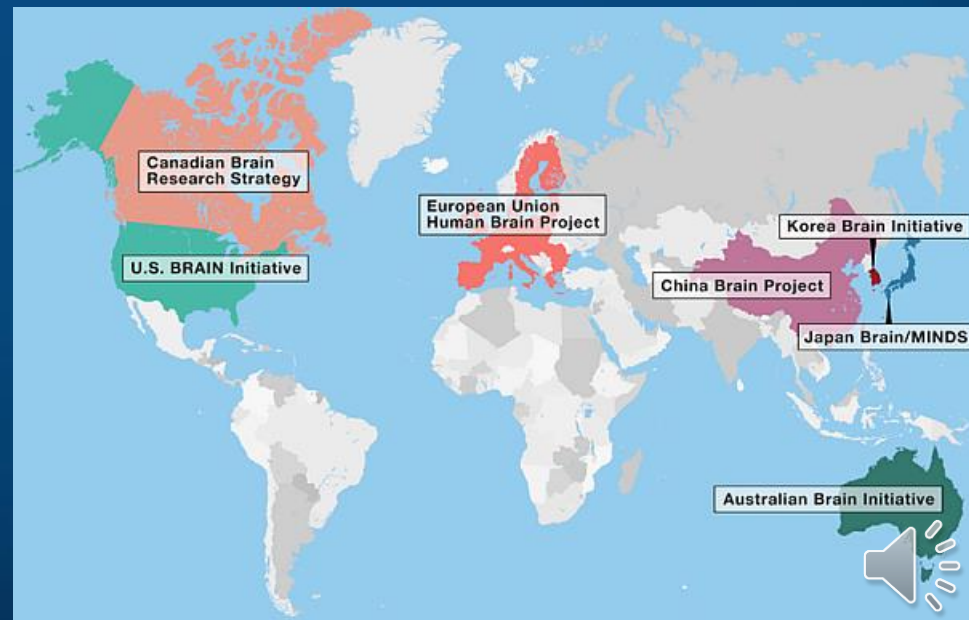 Canadian Brain
Research Strategy
European Union
Human Brain Project
Korea Brain Initiative
U.S. BRAIN Initiative
China Brain Project
Japan Brain/MINDS
Australian Brain Initiative